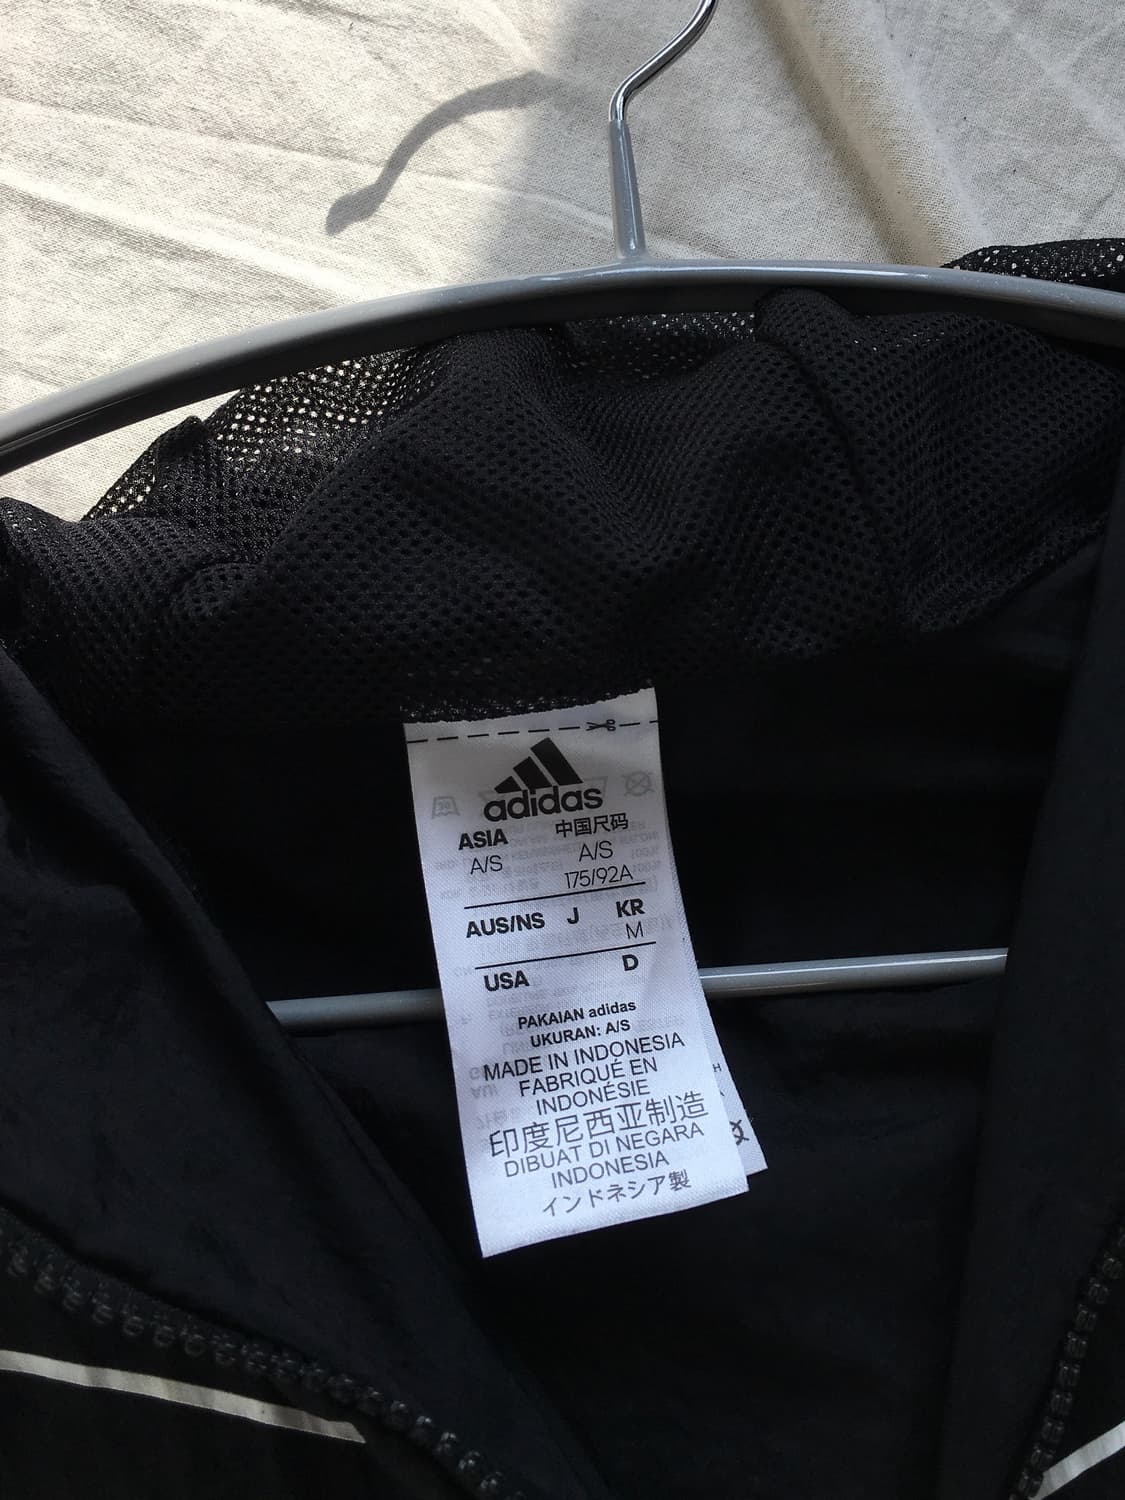 adidas
ASIA 中国尺码
A/S A/S
175/92A
AUS/NS J KR
M
USA D
PAKAIAN adidas
UKURAN: A/S
MADE IN INDONESIA
FABRIQUÉ EN
INDONÉSIE
印度尼西亚制造
DIBUAT DI NEGARA
INDONESIA
インドネシア製